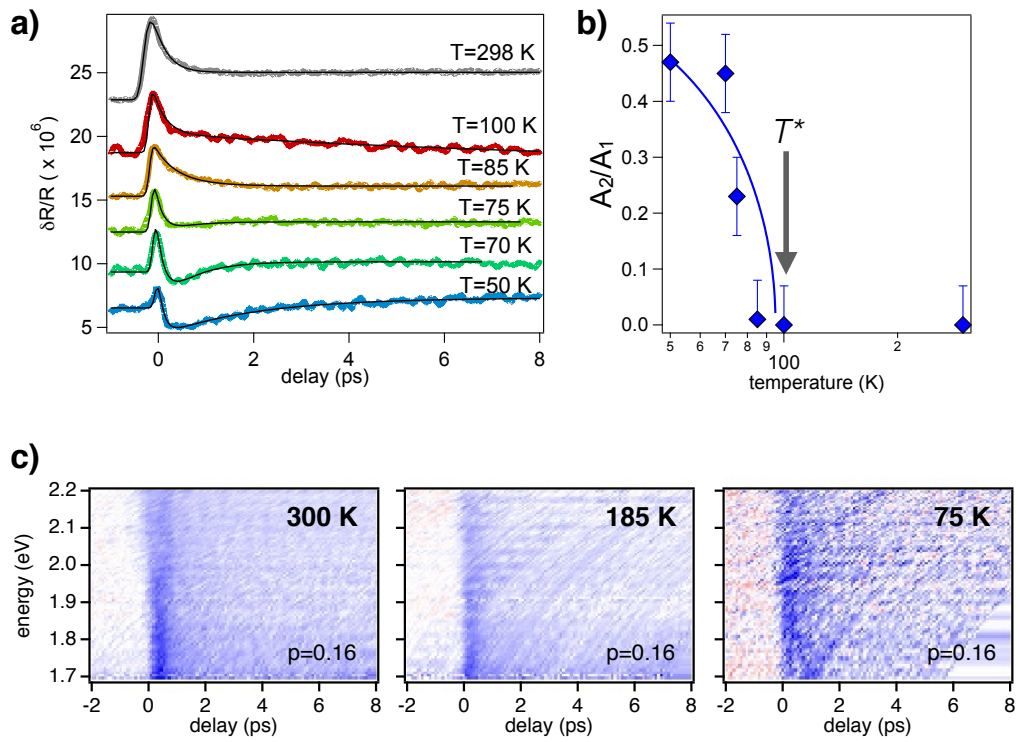 a)
25
20
15
10
5
δR/R ( x 10⁶)
T=298 K
T=100 K
T=85 K
T=75 K
T=70 K
T=50 K
0 2 4 6 8
delay (ps)
b)
0.5
0.4
0.3
0.2
0.1
0.0
A₂/A₁
T*
5 6 7 8 9 100 2
temperature (K)
c)
2.2
2.1
2.0
1.9
1.8
1.7
energy (eV)
300 K
p=0.16
-2 0 2 4 6 8
delay (ps)
185 K
p=0.16
-2 0 2 4 6 8
delay (ps)
75 K
p=0.16
-2 0 2 4 6 8
delay (ps)